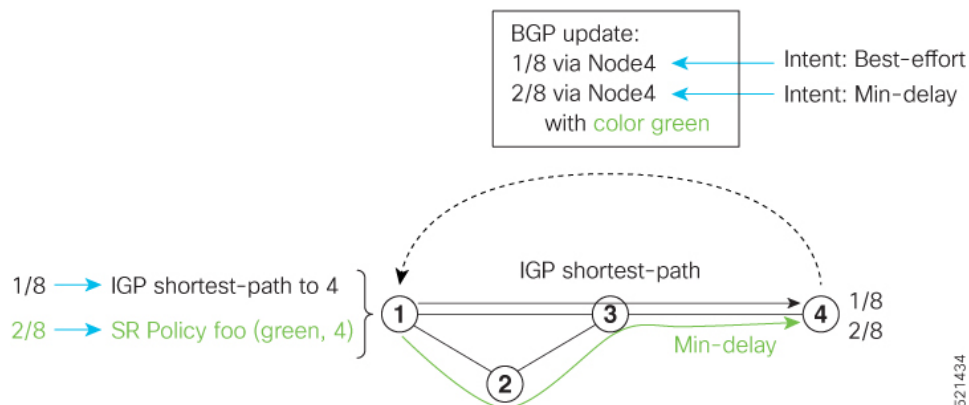 BGP update:
1/8 via Node4
2/8 via Node4
with color green
Intent: Best-effort
Intent: Min-delay
1/8
IGP shortest-path to 4
2/8
SR Policy foo (green, 4)
IGP shortest-path
1
3
4
1/8
2/8
Min-delay
2
521434